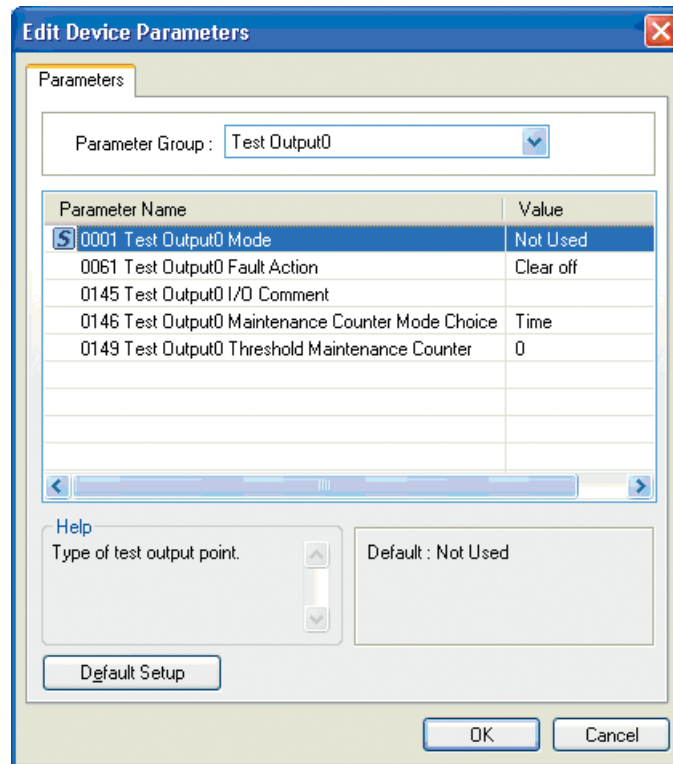 Edit Device Parameters
Parameters
Parameter Group : Test Output0
Parameter Name Value
S 0001 Test Output0 Mode Not Used
0061 Test Output0 Fault Action Clear off
0145 Test Output0 I/O Comment
0146 Test Output0 Maintenance Counter Mode Choice Time
0149 Test Output0 Threshold Maintenance Counter 0
Help
Type of test output point.
Default : Not Used
Default Setup
OK Cancel